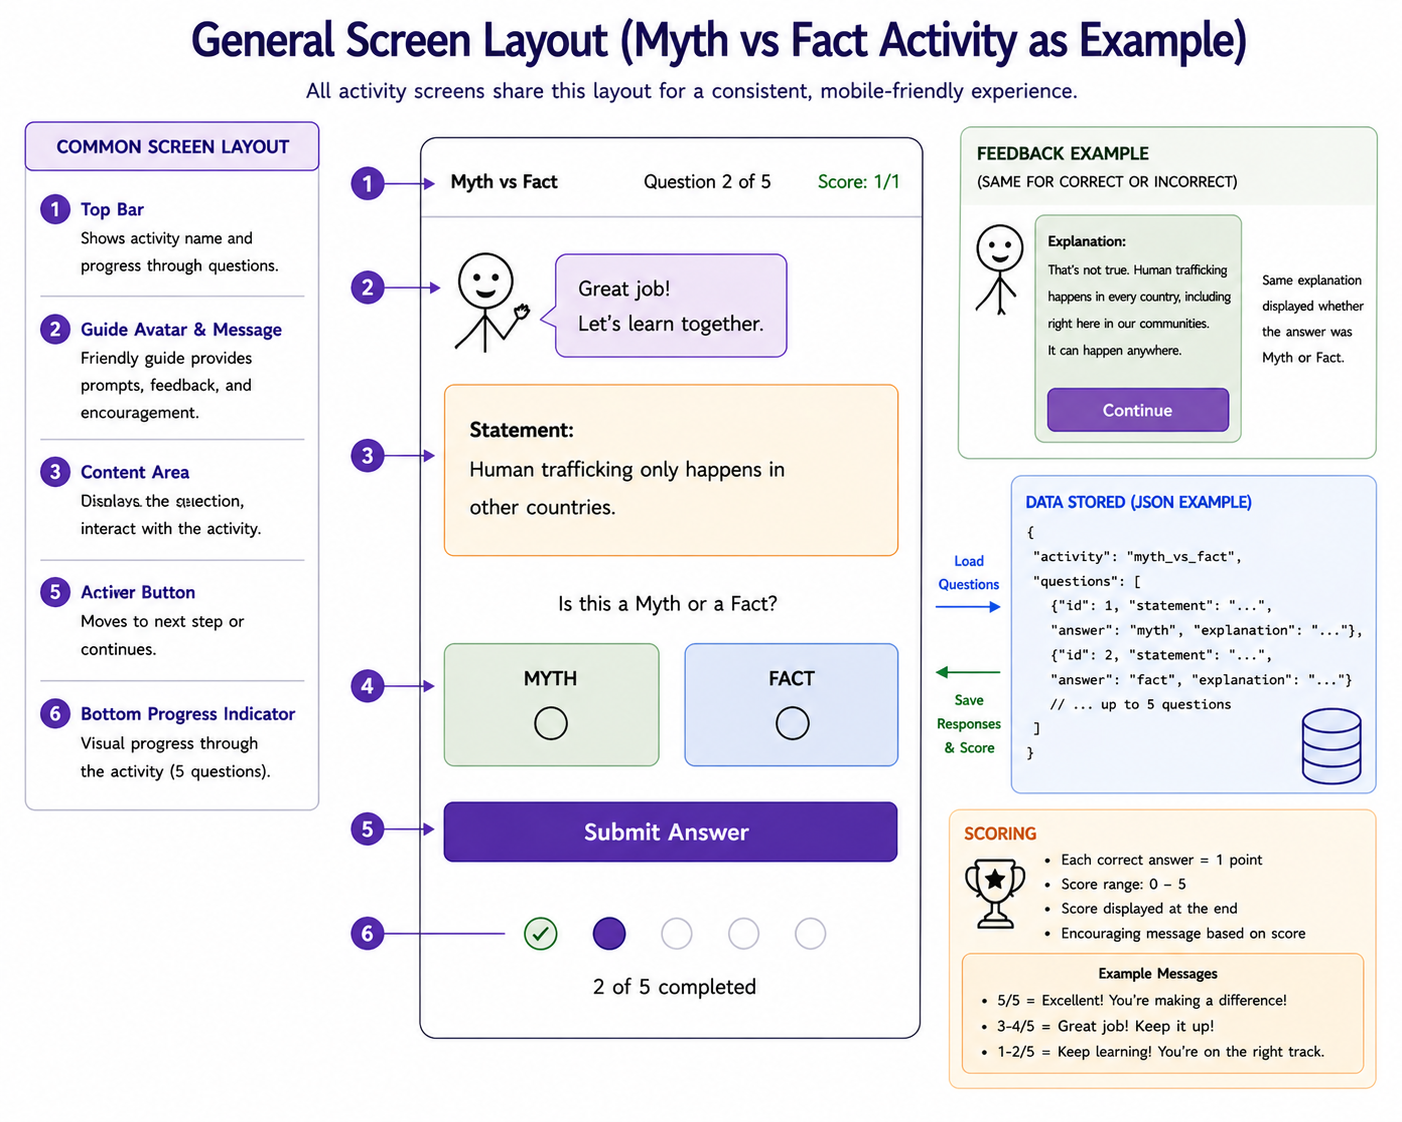 General Screen Layout (Myth vs Fact Activity as Example)
All activity screens share this layout for a consistent, mobile-friendly experience.
COMMON SCREEN LAYOUT
1 Top Bar
Shows activity name and
progress through questions.
2 Guide Avatar & Message
Friendly guide provides
prompts, feedback, and
encouragement.
3 Content Area
Displays the question,
interact with the activity.
5 Button
Moves to next step or
continues.
6 Bottom Progress Indicator
Visual progress through
the activity (5 questions).
1
Myth vs Fact Question 2 of 5 Score: 1/1
2
Great job!
Let's learn together.
3
Statement:
Human trafficking only happens in
other countries.
Is this a Myth or a Fact?
4
MYTH FACT
5
Submit Answer
6
2 of 5 completed
FEEDBACK EXAMPLE
(SAME FOR CORRECT OR INCORRECT)
Explanation:
That's not true. Human trafficking
happens in every country, including
right here in our communities.
It can happen anywhere.
Continue
Same explanation
displayed whether
the answer was
Myth or Fact.
Load
Questions
Save
Responses
& Score
DATA STORED (JSON EXAMPLE)
{
"activity": "myth_vs_fact",
"questions": [
{"id": 1, "statement": "...",
"answer": "myth", "explanation": "..."},
{"id": 2, "statement": "...",
"answer": "fact", "explanation": "..."}
// ... up to 5 questions
]
}
SCORING
• Each correct answer = 1 point
• Score range: 0 – 5
• Score displayed at the end
• Encouraging message based on score
Example Messages
• 5/5 = Excellent! You're making a difference!
• 3-4/5 = Great job! Keep it up!
• 1-2/5 = Keep learning! You're on the right track.